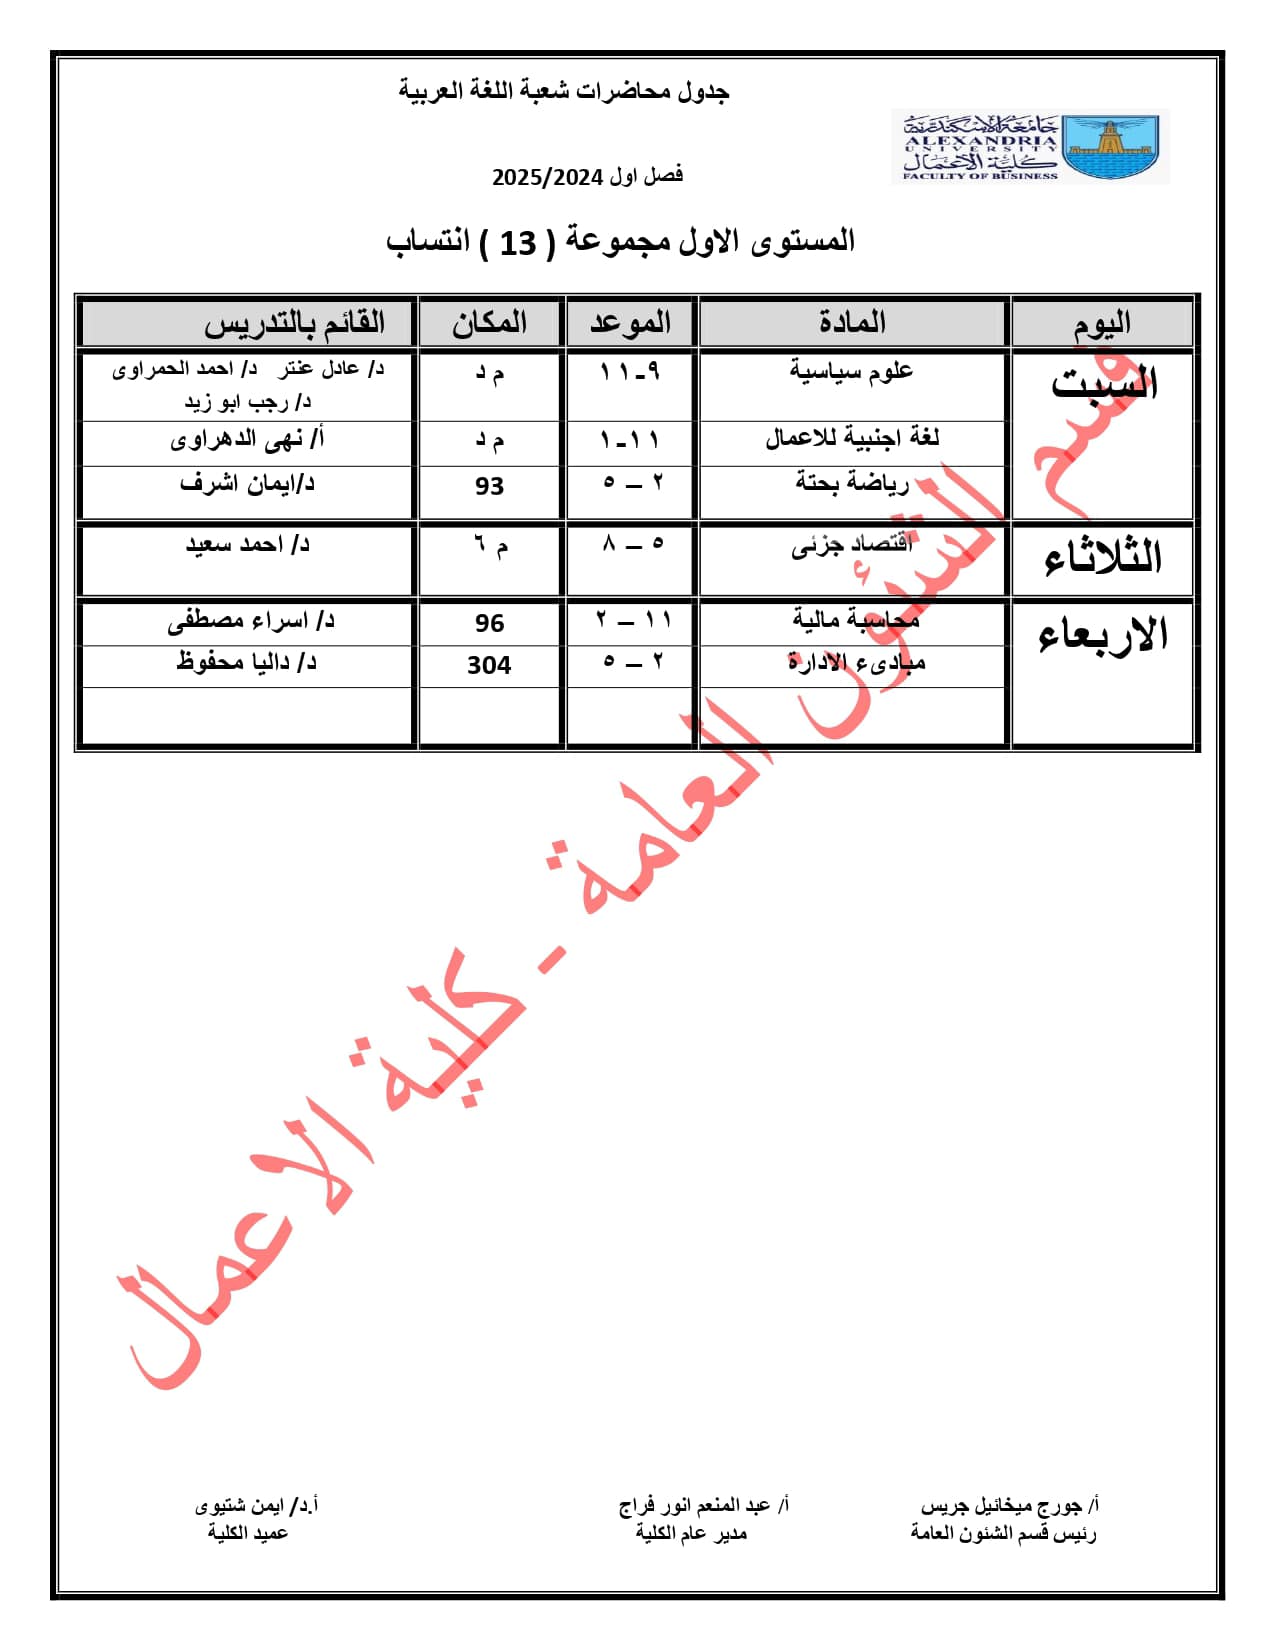 جدول محاضرات شعبة اللغة العربية
جامعة الاسكندرية
ALEXANDRIA
UNIVERSITY
كلية الاعمال
FACULTY OF BUSINESS
فصل اول 2025/2024
المستوى الاول مجموعة ( 13 ) انتساب
اليوم المادة الموعد المكان القائم بالتدريس
السبت علوم سياسية ٩-١١ م د د/ عادل عنتر د/ احمد الحمراوى
د/ رجب ابو زيد
لغة اجنبية للاعمال ١١-١ م د أ/ نهى الدهراوى
رياضة بحتة ٢ – ٥ 93 د/ايمان اشرف
الثلاثاء اقتصاد جزئى ٥ – ٨ م ٦ د/ احمد سعيد
الاربعاء محاسبة مالية ١١ – ٢ 96 د/ اسراء مصطفى
مبادىء الادارة ٢ – ٥ 304 د/ داليا محفوظ
قسم الشئون العامة - كلية الاعمال
أ/ جورج ميخائيل جريس أ/ عبد المنعم انور فراج أ.د/ ايمن شتيوى
رئيس قسم الشئون العامة مدير عام الكلية عميد الكلية